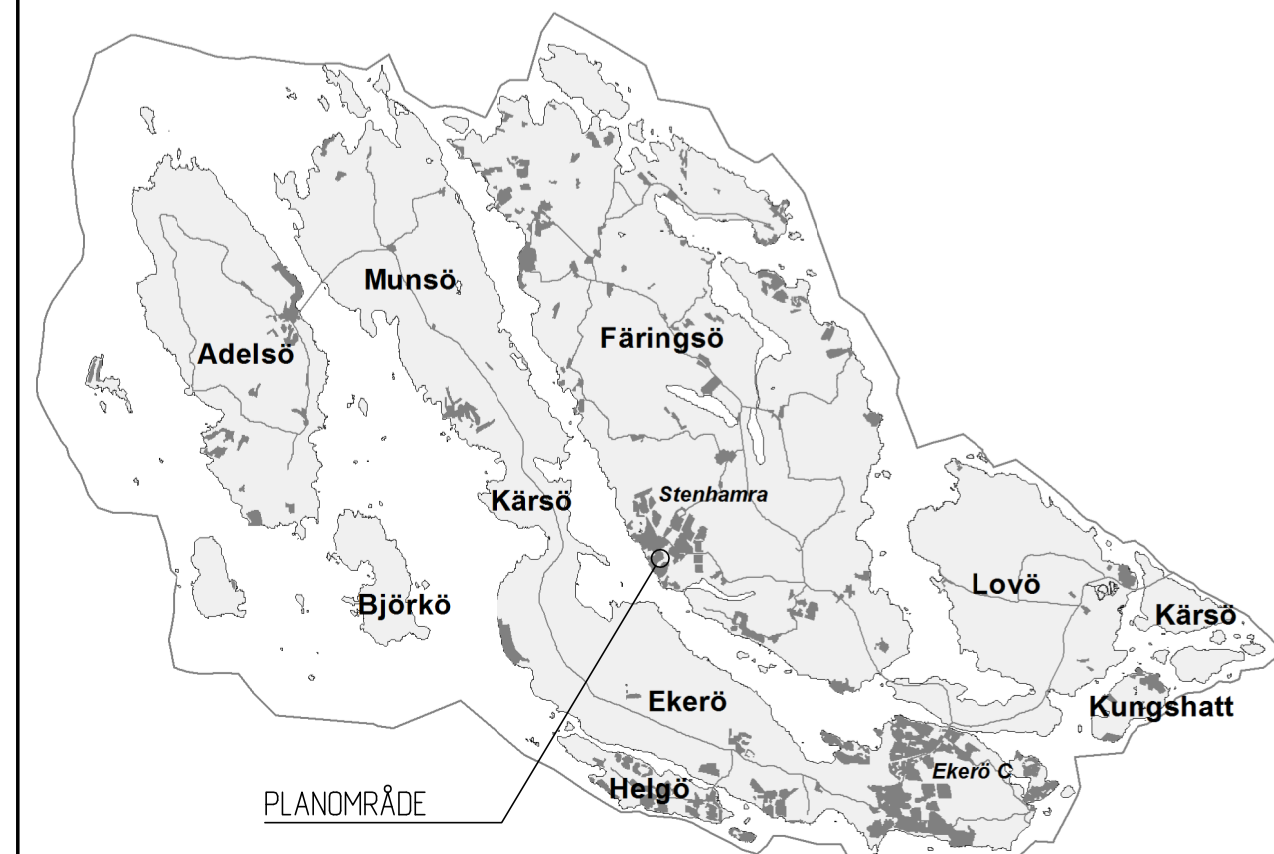 Munsö
Färingsö
Adelsö
Stenhamra
Kärsö
Lovö
Björkö
Kärsö
Ekerö
Kungshatt
Ekerö C
Helgö
PLANOMRÅDE